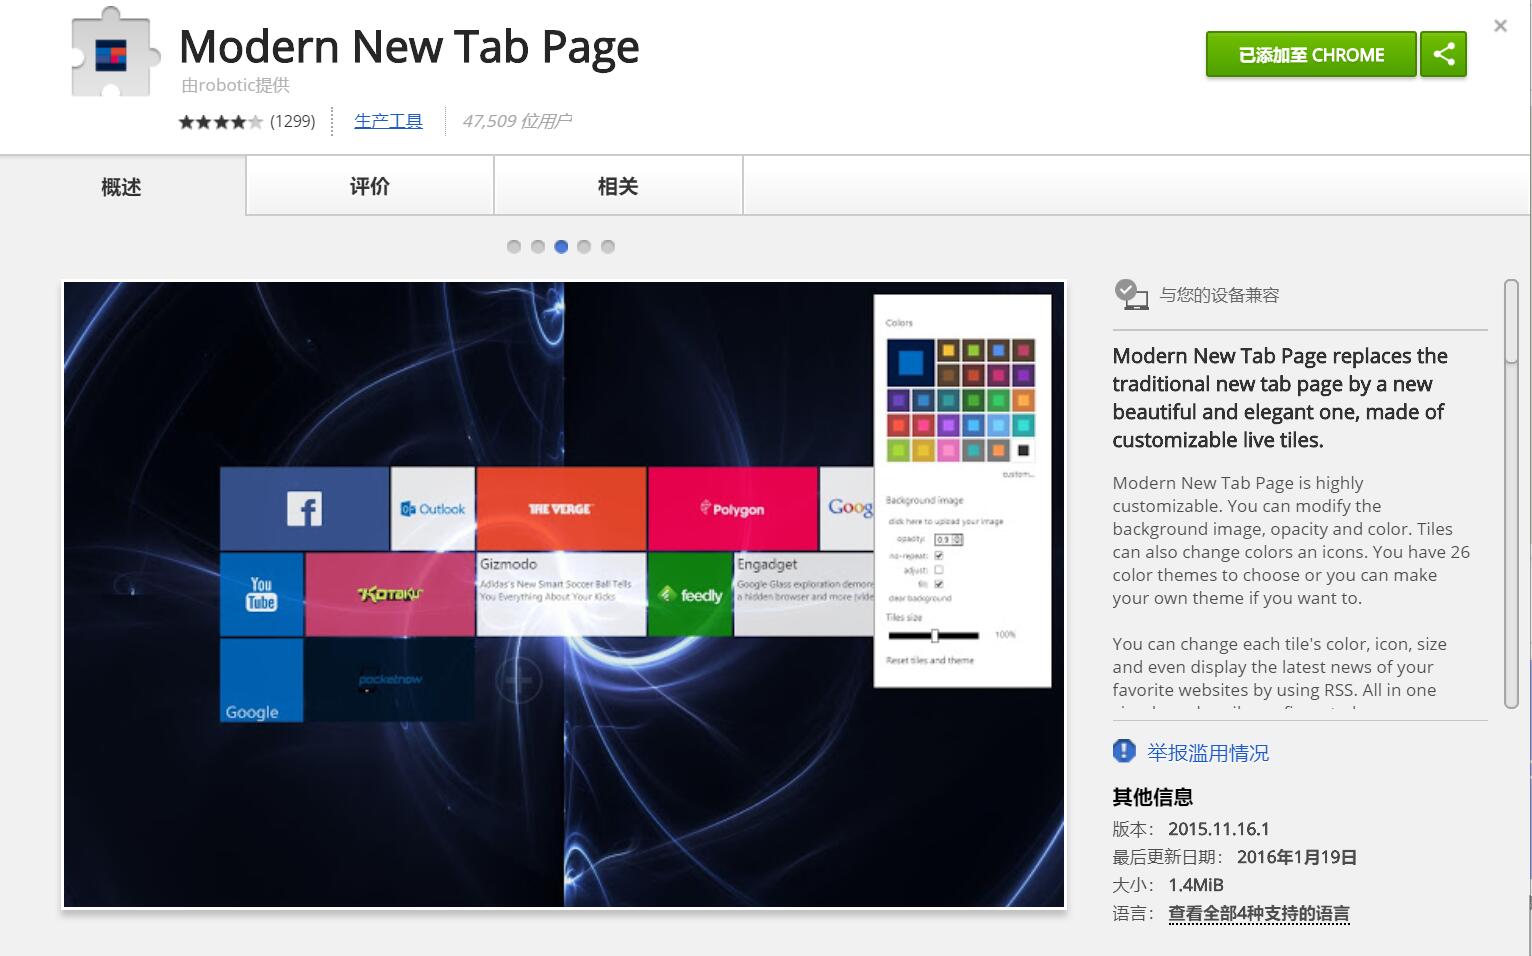 Modern New Tab Page
由robotic提供
(1299)
生产工具
47,509 位用户
已添加至 CHROME
概述
评价
相关
Outlook
THE VERGE
Polygon
Goog
You
Tube
KOTAKU
Gizmodo
Adidas's New Smart Soccer Ball Tells
You Everything About Your Kicks
feedly
Engadget
Google Glass exploration demon
a hidden browser and more (vide
Google
pocketnow
Colors
custom...
Background image
click here to upload your image
opacity: 0.9
no-repeat:
adjust:
fill:
clear background
Tiles size
100%
Reset tiles and theme
与您的设备兼容
Modern New Tab Page replaces the
traditional new tab page by a new
beautiful and elegant one, made of
customizable live tiles.
Modern New Tab Page is highly
customizable. You can modify the
background image, opacity and color. Tiles
can also change colors an icons. You have 26
color themes to choose or you can make
your own theme if you want to.
You can change each tile's color, icon, size
and even display the latest news of your
favorite websites by using RSS. All in one
举报滥用情况
其他信息
版本： 2015.11.16.1
最后更新日期： 2016年1月19日
大小： 1.4MiB
语言： 查看全部4种支持的语言